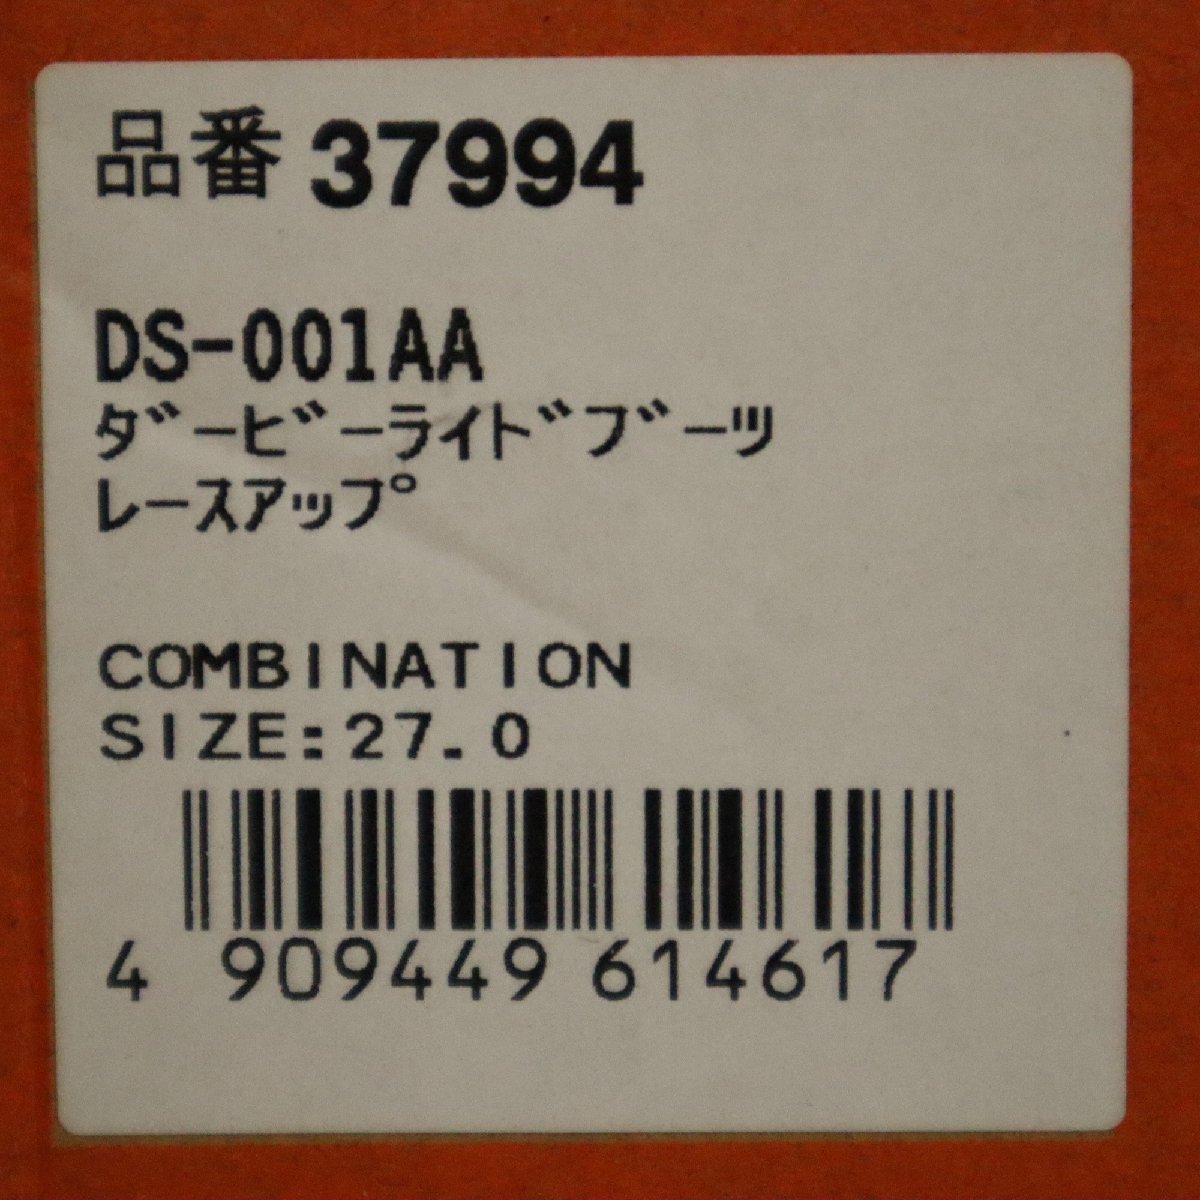 品番 37994
DS-001AA
ﾀﾞｰﾋﾞｰﾗｲﾄﾞﾌﾞｰﾂ
ﾚｰｽｱｯﾌﾟ
COMBINATION
SIZE:27.0
4 909449 614617